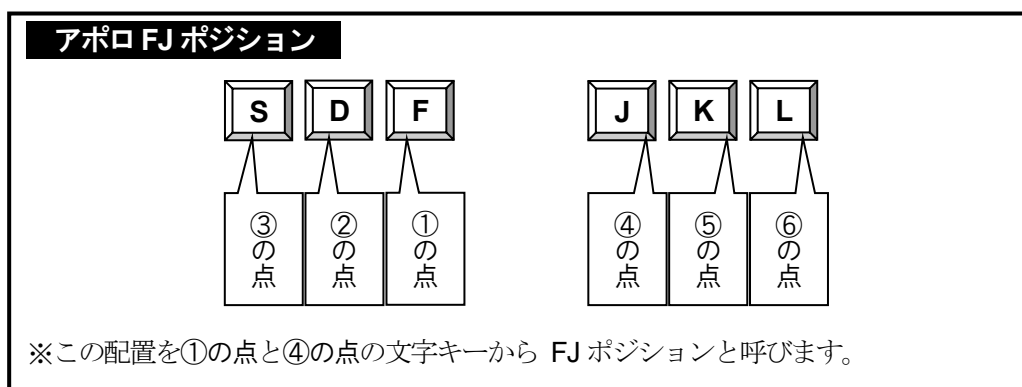 アポロ FJ ポジション
S D F J K L
③の点 ②の点 ①の点 ④の点 ⑤の点 ⑥の点
※この配置を①の点と④の点の文字キーから FJ ポジションと呼びます。